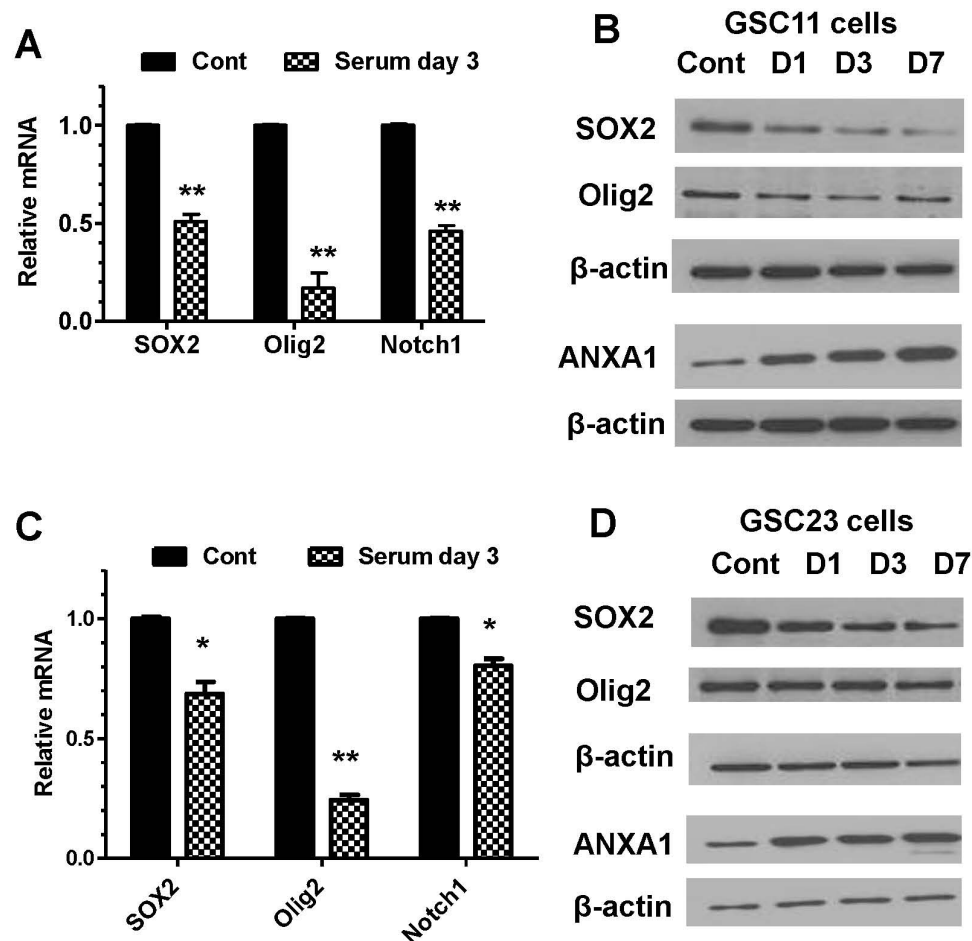 A
Cont
Serum day 3
Relative mRNA
1.0
0.5
0.0
**
**
**
SOX2
Olig2
Notch1
B
GSC11 cells
Cont D1 D3 D7
SOX2
Olig2
β-actin
ANXA1
β-actin
C
Cont
Serum day 3
Relative mRNA
1.0
0.5
0.0
*
**
*
SOX2
Olig2
Notch1
D
GSC23 cells
Cont D1 D3 D7
SOX2
Olig2
β-actin
ANXA1
β-actin